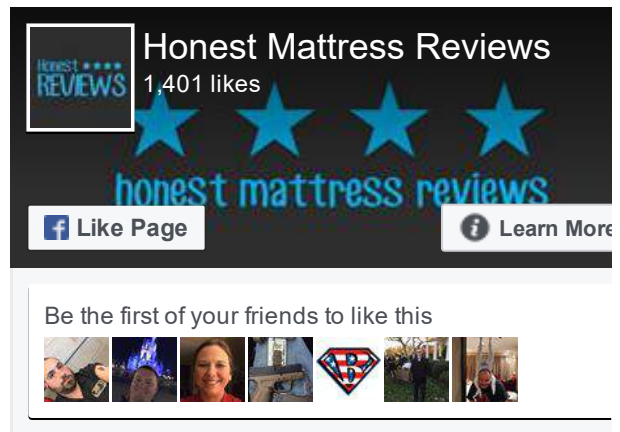 Honest
REVIEWS
Honest Mattress Reviews
1,401 likes
honest mattress reviews
Like Page
Learn More
Be the first of your friends to like this
B